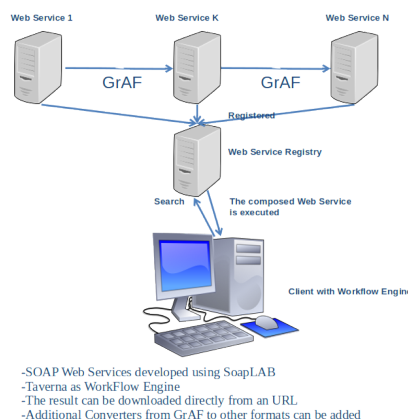 Web Service 1
Web Service K
Web Service N
GrAF
GrAF
Registered
Web Service Registry
Search
The composed Web Service
is executed
Client with Workflow Engine
-SOAP Web Services developed using SoapLAB
-Taverna as WorkFlow Engine
-The result can be downloaded directly from an URL
-Additional Converters from GrAF to other formats can be added